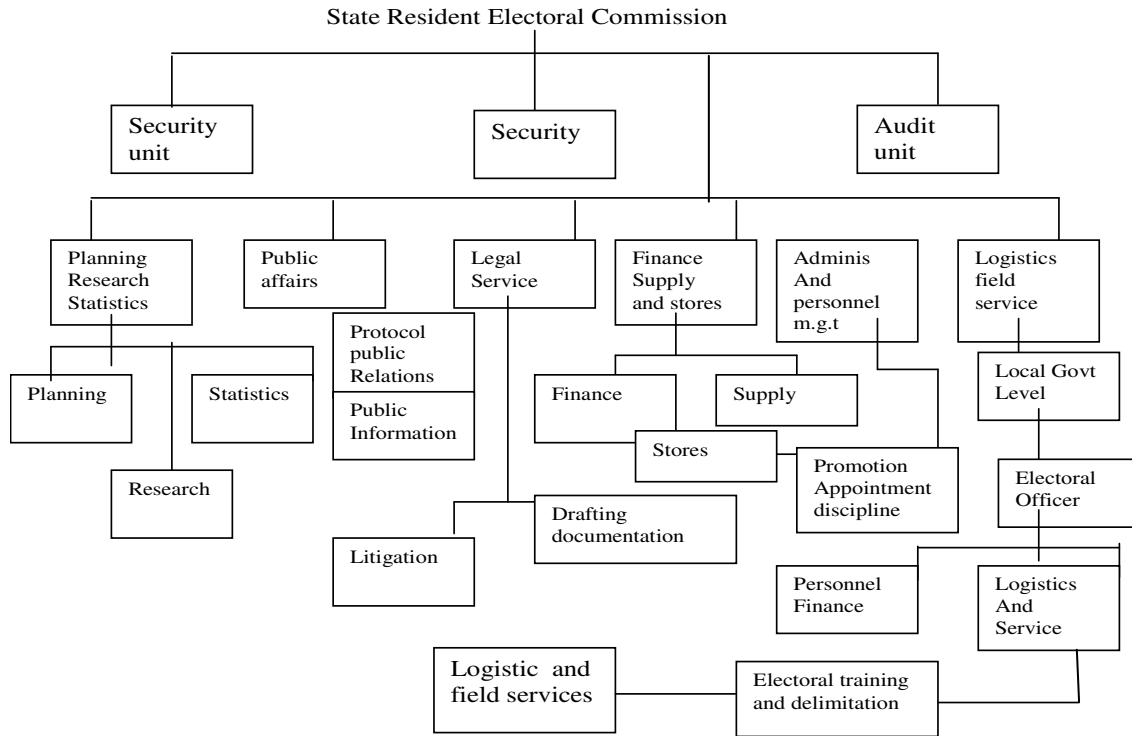 State Resident Electoral Commission
Security
unit
Security
Audit
unit
Planning
Research
Statistics
Public
affairs
Legal
Service
Finance
Supply
and stores
Adminis
And
personnel
m.g.t
Logistics
field
service
Protocol
public
Relations
Public
Information
Planning
Statistics
Research
Finance
Supply
Stores
Local Govt
Level
Promotion
Appointment
discipline
Electoral
Officer
Litigation
Drafting
documentation
Personnel
Finance
Logistics
And
Service
Logistic and
field services
Electoral training
and delimitation